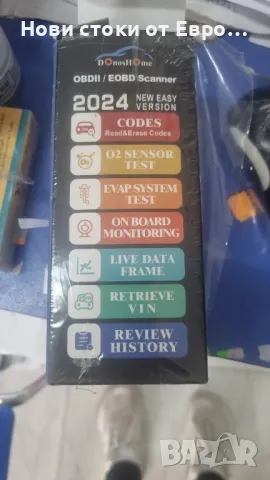 Нови стоки от Евро...
DOnosHOme
OBDII / EOBD Scanner
2024 NEW EASY
VERSION
CODES
Read&Erase Codes
O2 SENSOR
TEST
EVAP SYSTEM
TEST
ON BOARD
MONITORING
LIVE DATA
FRAME
RETRIEVE
VIN
REVIEW
HISTORY
BAZAR
.bg